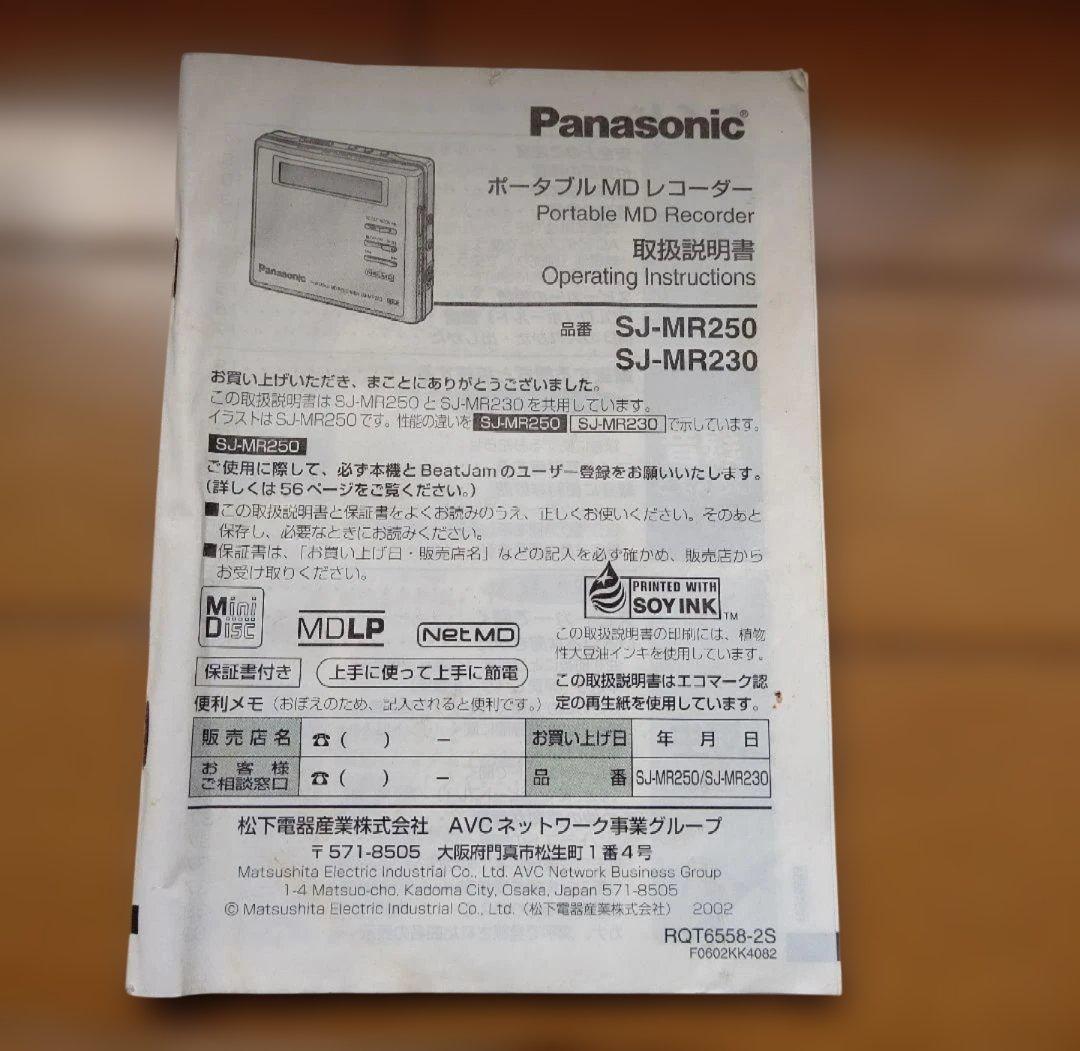 Panasonic®
ポータブルMDレコーダー
Portable MD Recorder
取扱説明書
Operating Instructions
品番 SJ-MR250
SJ-MR230
Panasonic
お買い上げいただき、まことにありがとうございました。
この取扱説明書はSJ-MR250とSJ-MR230を共用しています。
イラストはSJ-MR250です。性能の違いを SJ-MR250 SJ-MR230 で示しています。
SJ-MR250
ご使用に際して、必ず本機とBeatJamのユーザー登録をお願いいたします。
(詳しくは56ページをご覧ください。)
■この取扱説明書と保証書をよくお読みのうえ、正しくお使いください。そのあと
保存し、必要なときにお読みください。
■保証書は、「お買い上げ日・販売店名」などの記入を必ず確かめ、販売店から
お受け取りください。
Mini
Disc
MDLP
NetMD
PRINTED WITH
SOY INK TM
この取扱説明書の印刷には、植物
性大豆油インキを使用しています。
保証書付き 上手に使って上手に節電
この取扱説明書はエコマーク認
定の再生紙を使用しています。
便利メモ(おぼえのため、記入されると便利です。)
販売店名 ☎( ) − お買い上げ日 年 月 日
お客様
ご相談窓口 ☎( ) − 品番 SJ-MR250/SJ-MR230
松下電器産業株式会社 AVCネットワーク事業グループ
〒571-8505 大阪府門真市松生町1番4号
Matsushita Electric Industrial Co., Ltd. AVC Network Business Group
1-4 Matsuo-cho, Kadoma City, Osaka, Japan 571-8505
© Matsushita Electric Industrial Co., Ltd.(松下電器産業株式会社) 2002
RQT6558-2S
F0602KK4082